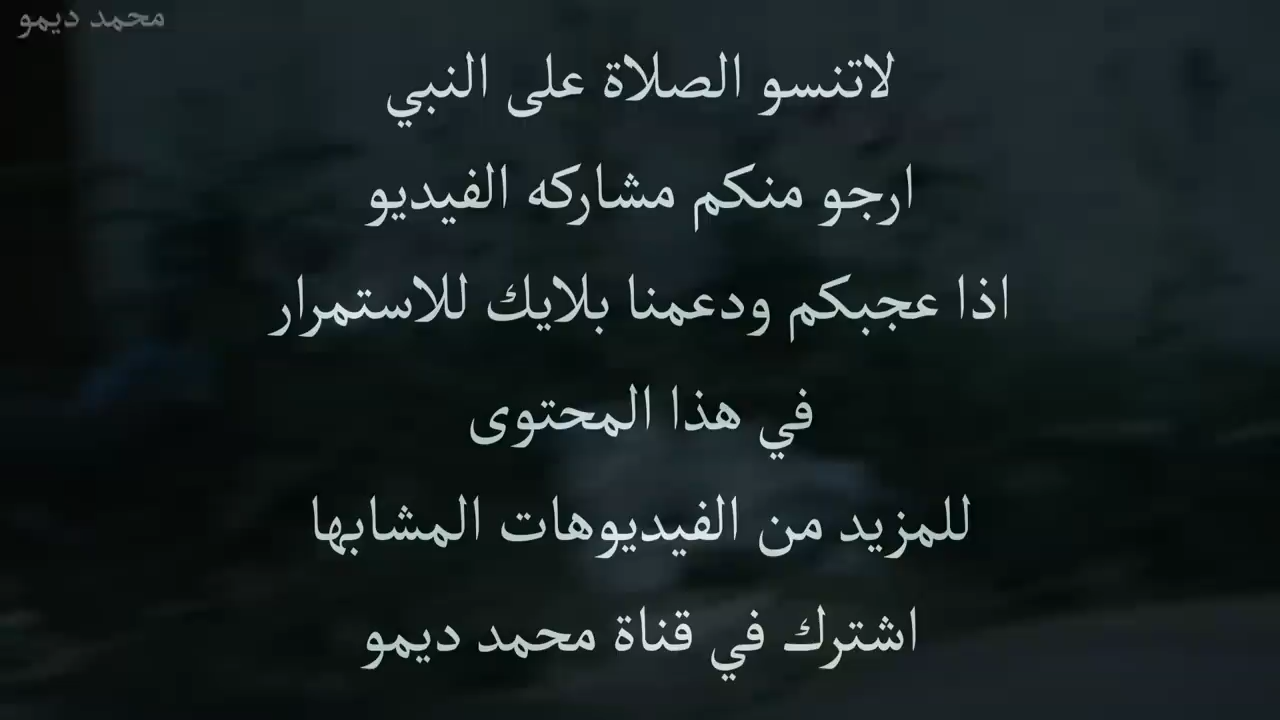 محمد ديمو
لاتنسو الصلاة على النبي
ارجو منكم مشاركه الفيديو
اذا عجبكم ودعمنا بلايك للاستمرار
في هذا المحتوى
للمزيد من الفيديوهات المشابها
اشترك في قناة محمد ديمو